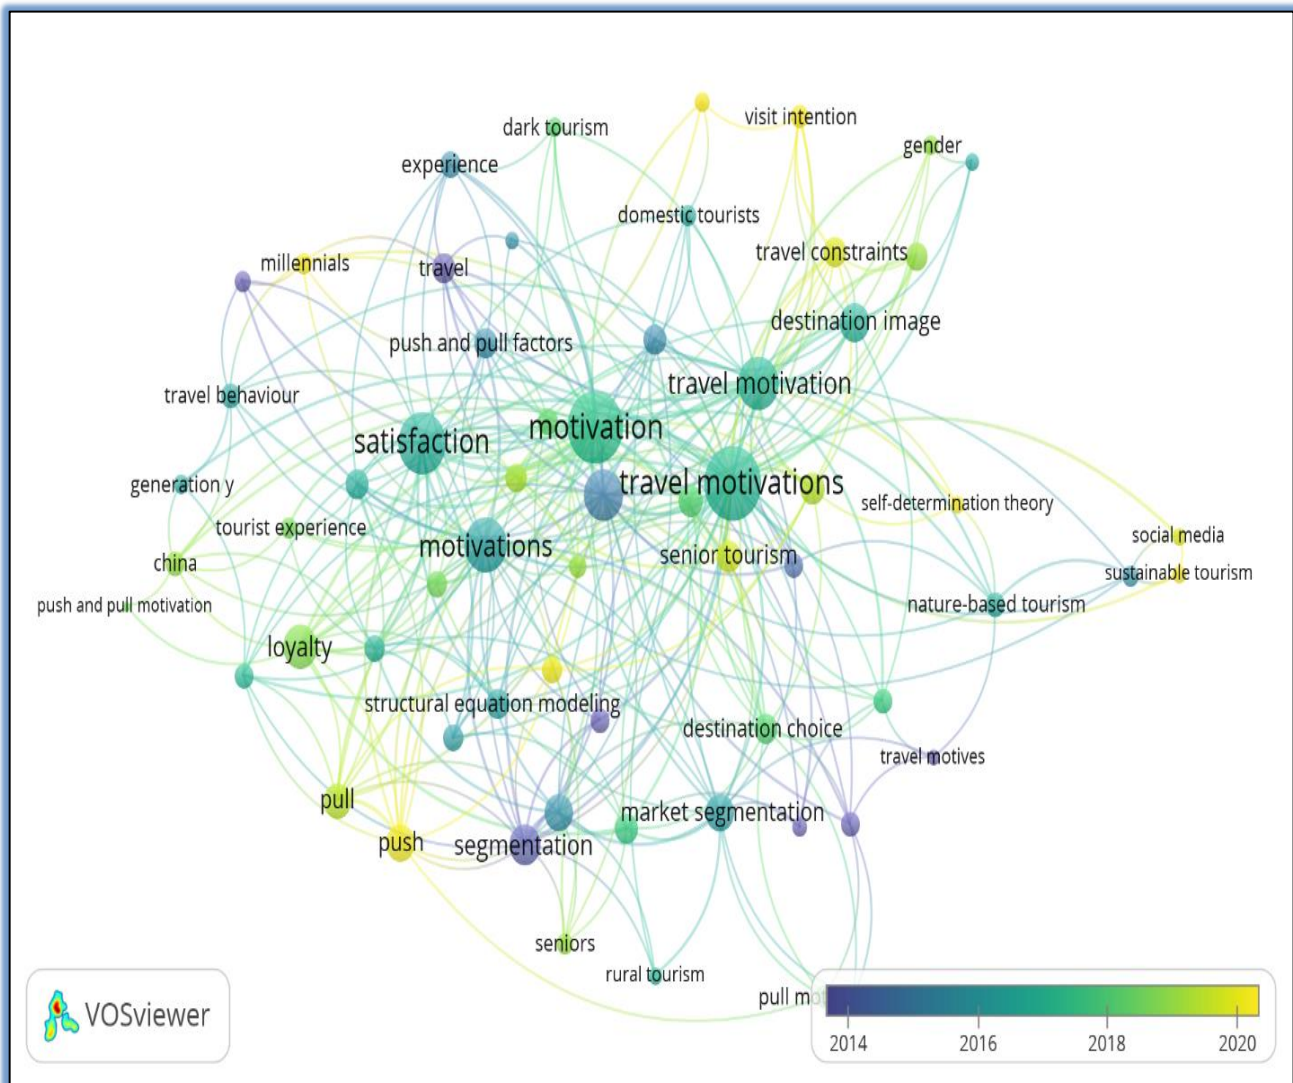 visit intention
dark tourism
gender
experience
domestic tourists
travel constraints
millennials
travel
destination image
push and pull factors
travel motivation
travel behaviour
motivation
satisfaction
travel motivations
generation y
self-determination theory
tourist experience
social media
motivations
senior tourism
china
sustainable tourism
push and pull motivation
nature-based tourism
loyalty
structural equation modeling
destination choice
travel motives
pull
market segmentation
push
segmentation
seniors
rural tourism
pull
VOSviewer
2014
2016
2018
2020